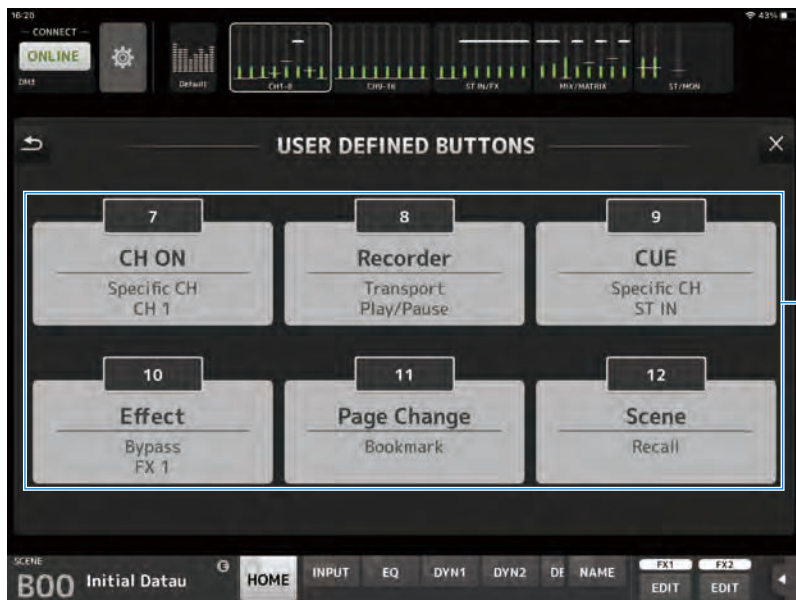 16:20
43%
CONNECT
ONLINE
DM3
Default
CH1-8
CH9-16
ST IN/FX
MIX/MATRIX
ST/MON
USER DEFINED BUTTONS
7
CH ON
Specific CH
CH 1
8
Recorder
Transport
Play/Pause
9
CUE
Specific CH
ST IN
10
Effect
Bypass
FX 1
11
Page Change
Bookmark
12
Scene
Recall
SCENE
B00 Initial Datau
HOME
INPUT
EQ
DYN1
DYN2
DE
NAME
FX1
EDIT
FX2
EDIT